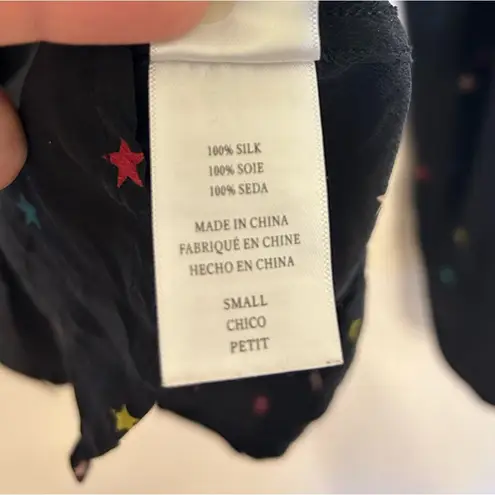 100% SILK
100% SOIE
100% SEDA
MADE IN CHINA
FABRIQUÉ EN CHINE
HECHO EN CHINA
SMALL
CHICO
PETIT